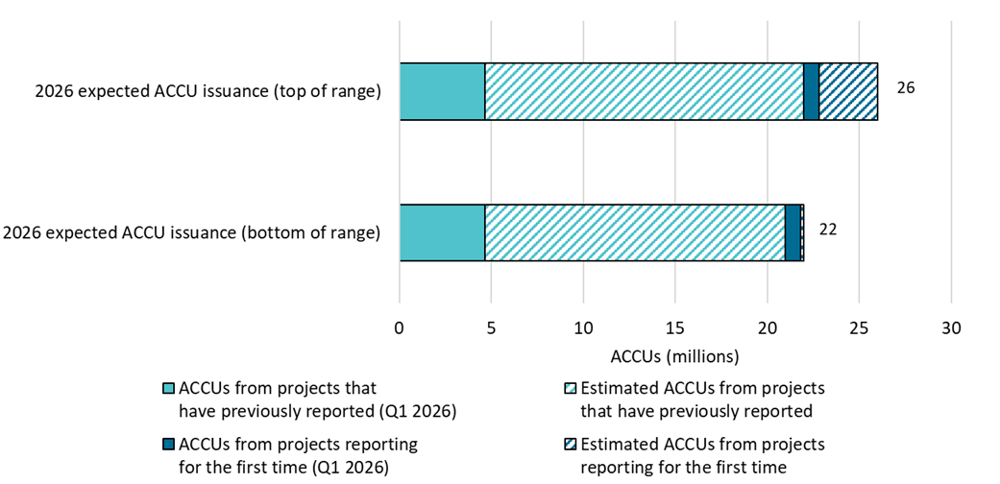 2026 expected ACCU issuance (top of range)
26
2026 expected ACCU issuance (bottom of range)
22
0 5 10 15 20 25 30
ACCUs (millions)
ACCUs from projects that
have previously reported (Q1 2026)
Estimated ACCUs from projects
that have previously reported
ACCUs from projects reporting
for the first time (Q1 2026)
Estimated ACCUs from projects
reporting for the first time